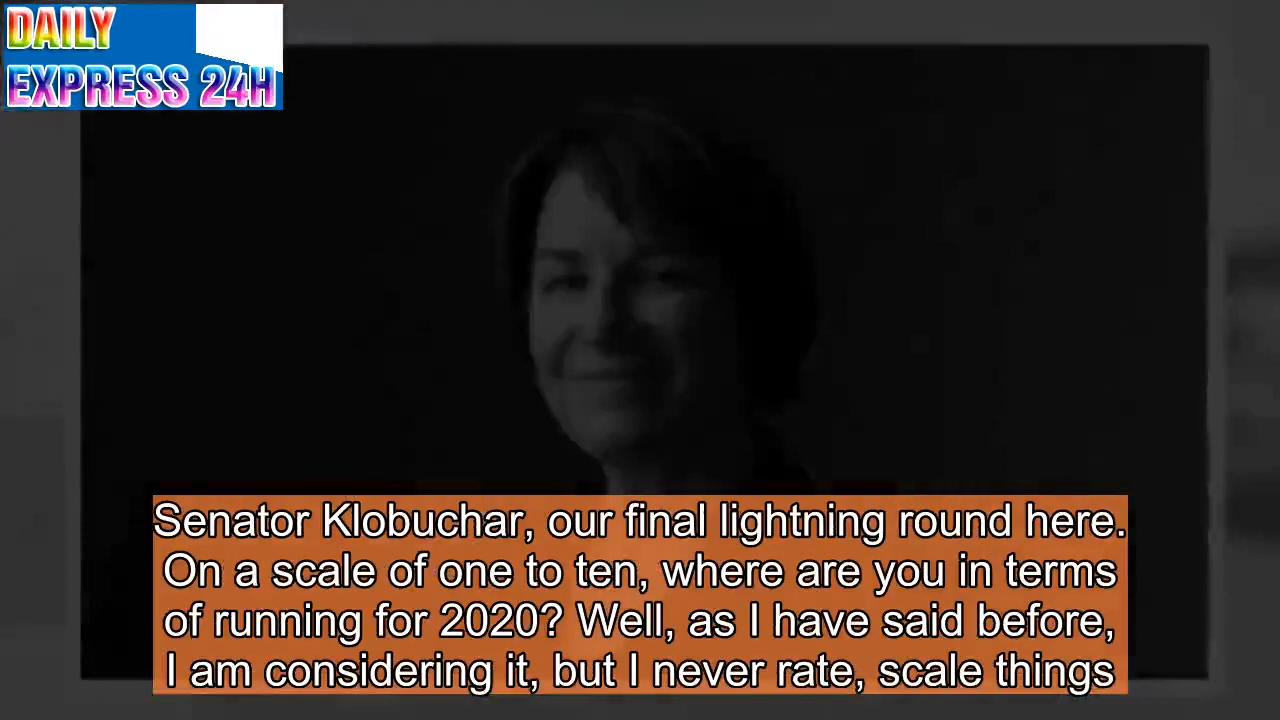 DAILY
EXPRESS 24H
Senator Klobuchar, our final lightning round here.
On a scale of one to ten, where are you in terms
of running for 2020? Well, as I have said before,
I am considering it, but I never rate, scale things